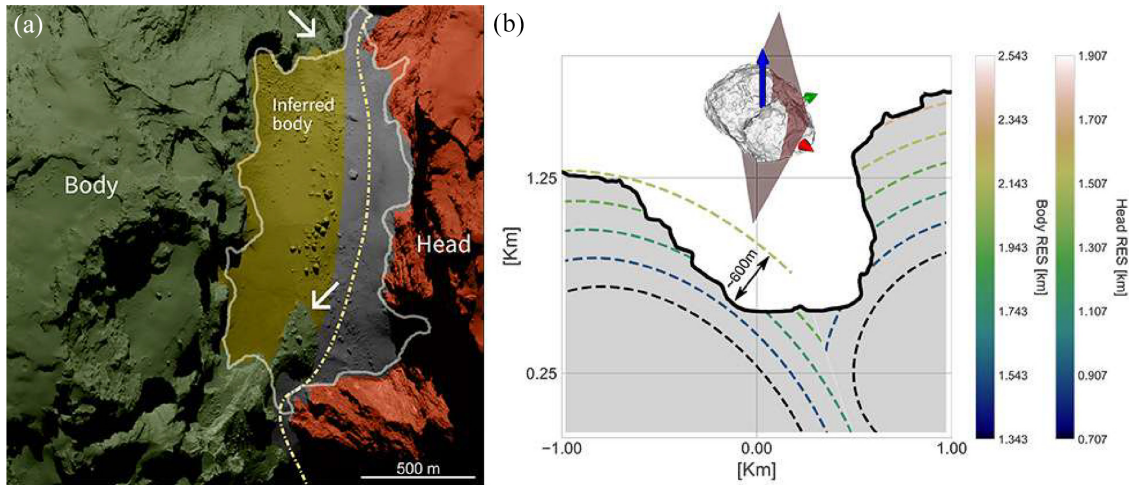 (a)
Inferred
body
Body
Head
500 m
(b)
[Km]
1.25
0.25
~600m
−1.00
0.00
1.00
[Km]
2.543
2.343
2.143
1.943
1.743
1.543
1.343
Body RES [km]
1.907
1.707
1.507
1.307
1.107
0.907
0.707
Head RES [km]